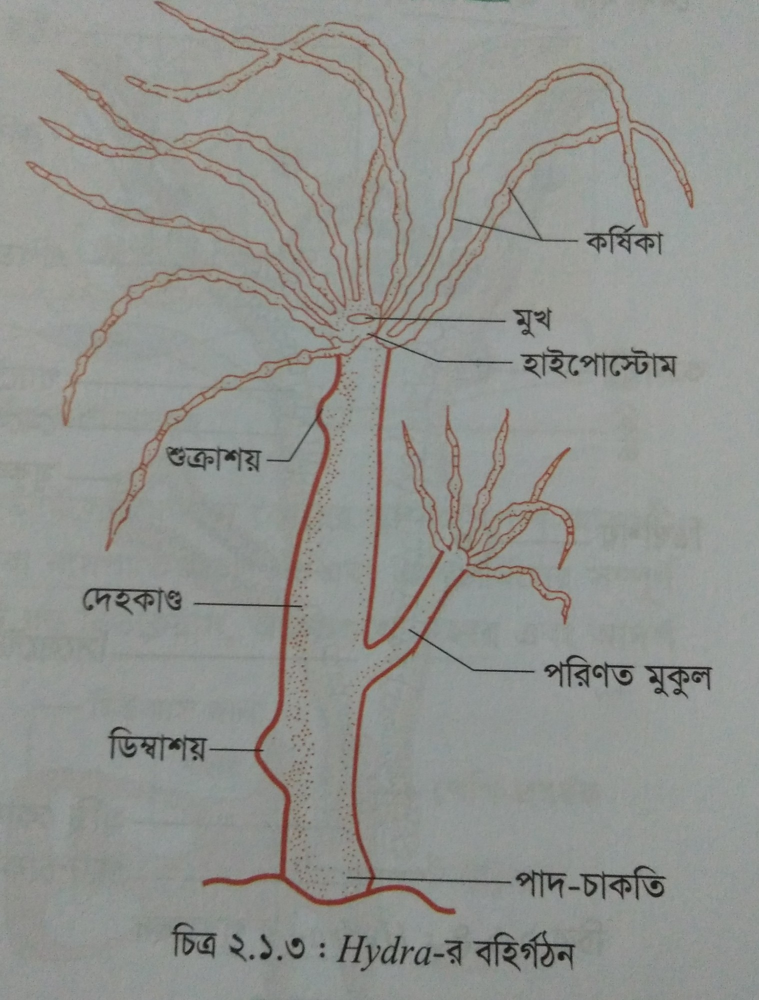 কর্ষিকা
মুখ
হাইপোস্টোম
শুক্রাশয়
দেহকাণ্ড
পরিণত মুকুল
ডিম্বাশয়
পাদ-চাকতি
চিত্র ২.১.৩ : Hydra-র বহির্গঠন